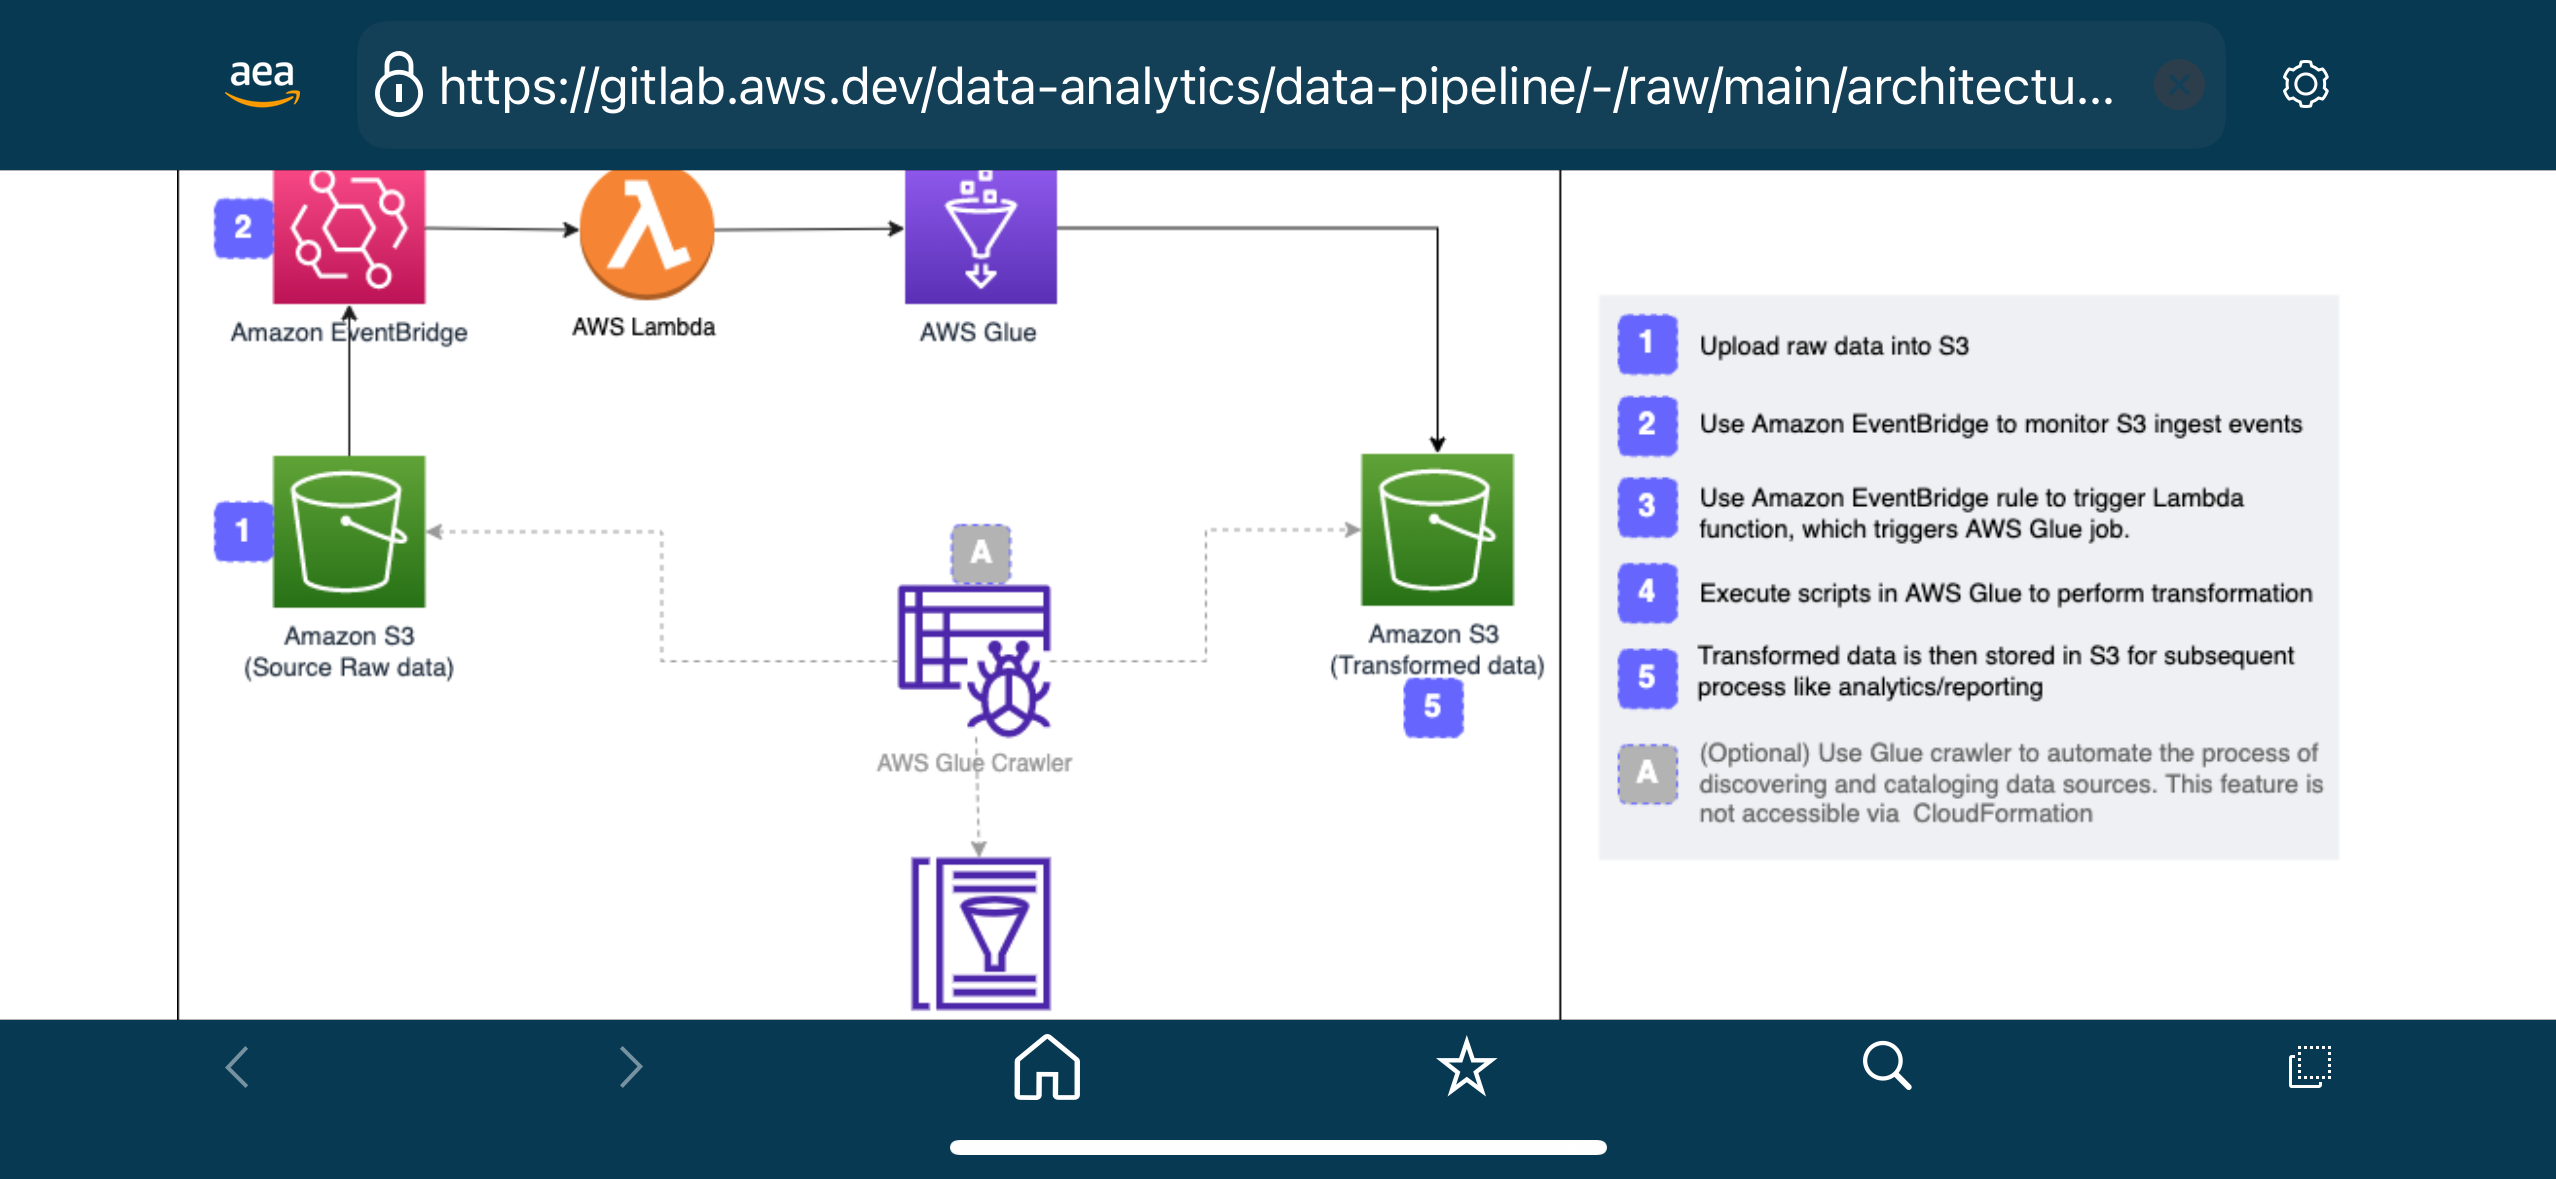 aea
https://gitlab.aws.dev/data-analytics/data-pipeline/-/raw/main/architectu...
2
Amazon EventBridge
AWS Lambda
AWS Glue
1
Amazon S3
(Source Raw data)
A
AWS Glue Crawler
Amazon S3
(Transformed data)
5
1 Upload raw data into S3
2 Use Amazon EventBridge to monitor S3 ingest events
3 Use Amazon EventBridge rule to trigger Lambda
function, which triggers AWS Glue job.
4 Execute scripts in AWS Glue to perform transformation
5 Transformed data is then stored in S3 for subsequent
process like analytics/reporting
A (Optional) Use Glue crawler to automate the process of
discovering and cataloging data sources. This feature is
not accessible via CloudFormation